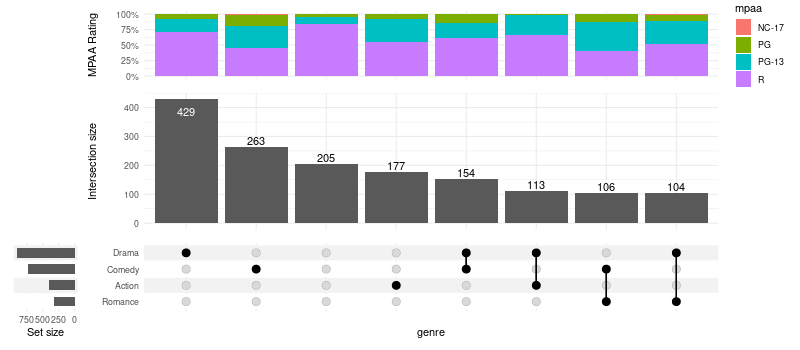 mpaa
NC-17
PG
PG-13
R
MPAA Rating
100%
75%
50%
25%
0%
Intersection size
400
300
200
100
0
429
263
205
177
154
113
106
104
Drama
Comedy
Action
Romance
750 500 250 0
Set size
genre